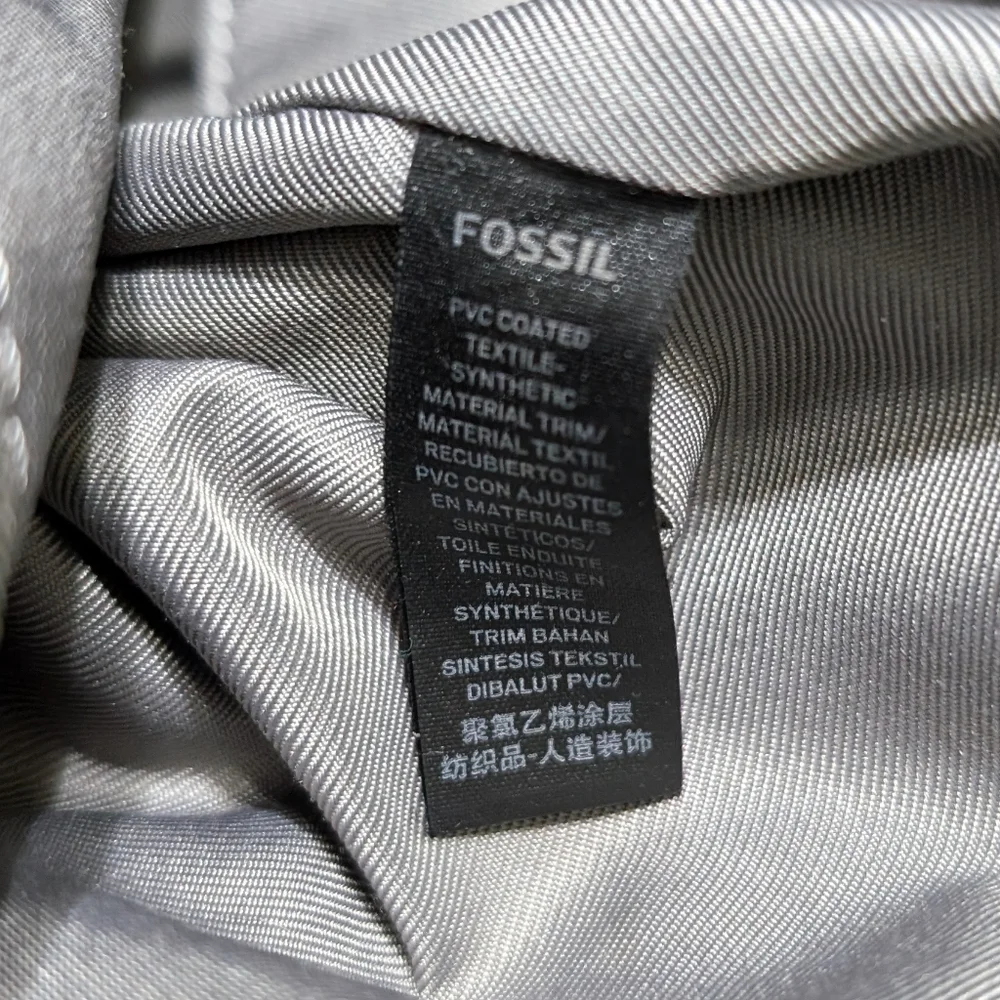 FOSSIL
PVC COATED
TEXTILE-
SYNTHETIC
MATERIAL TRIM/
MATERIAL TEXTIL
RECUBIERTO DE
PVC CON AJUSTES
EN MATERIALES
SINTÉTICOS/
TOILE ENDUITE
FINITIONS EN
MATIÈRE
SYNTHÉTIQUE/
TRIM BAHAN
SINTESIS TEKSTIL
DIBALUT PVC/
聚氯乙烯涂层
纺织品-人造装饰